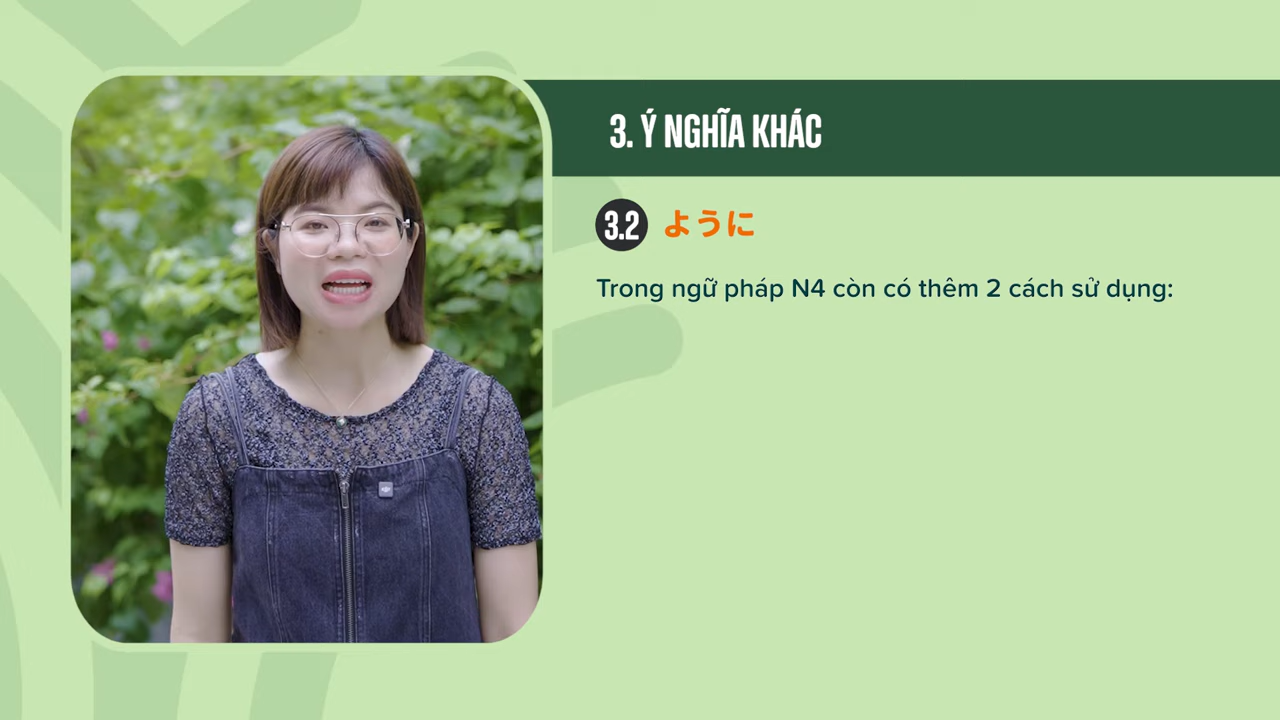 3. Ý NGHĨA KHÁC
3.2 ように
Trong ngữ pháp N4 còn có thêm 2 cách sử dụng: